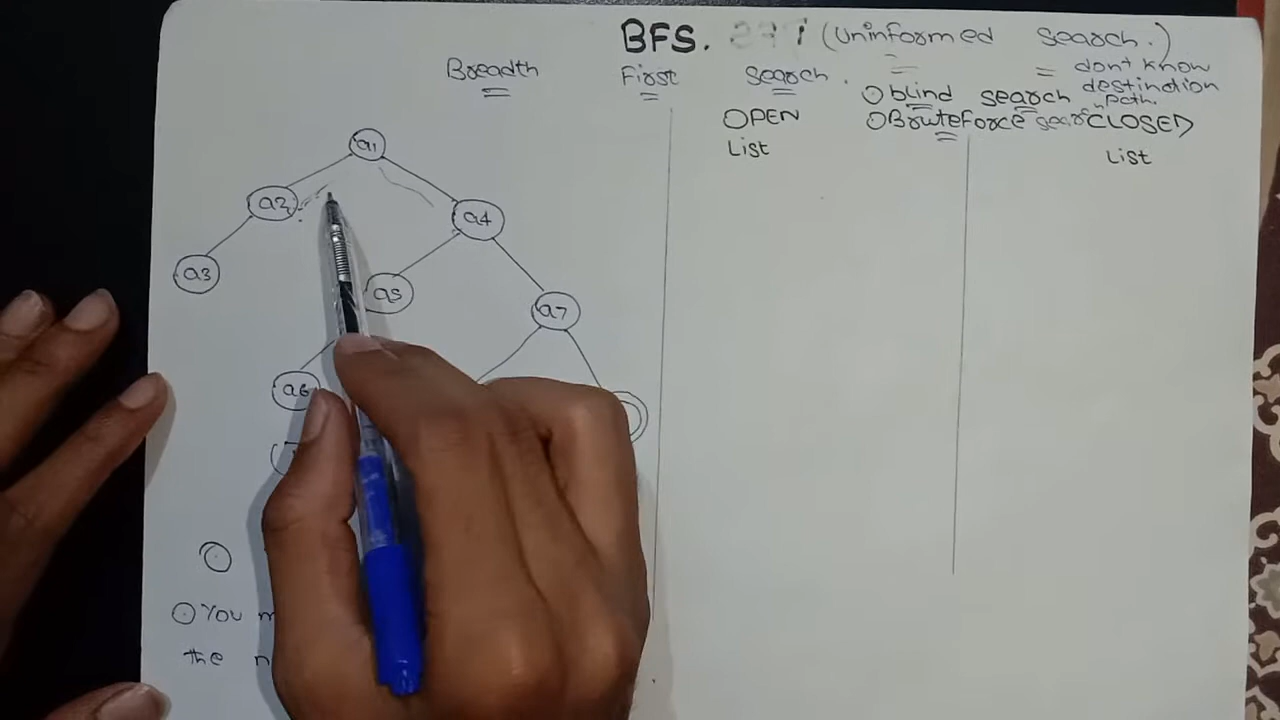 BFS. (Uninformed search.)
Breadth First Search.
don't know
destination
path.
blind search
OPEN
List
Bruteforce search
CLOSED
List
a1
a2
a4
a3
a5
a7
a6
You
the